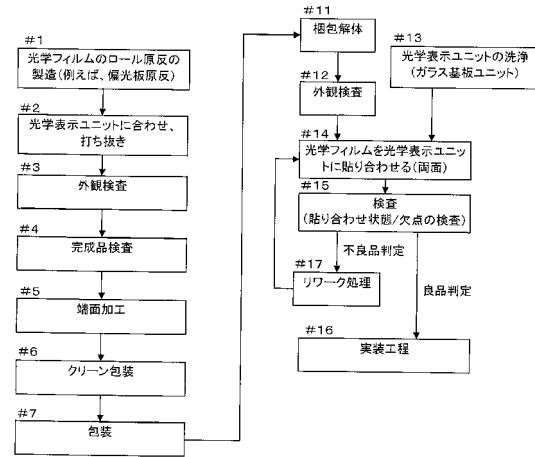 #1
光学フィルムのロール原反の
製造(例えば、偏光板原反)
#2
光学表示ユニットに合わせ、
打ち抜き
#3
外観検査
#4
完成品検査
#5
端面加工
#6
クリーン包装
#7
包装
#11
梱包解体
#12
外観検査
#13
光学表示ユニットの洗浄
(ガラス基板ユニット)
#14
光学フィルムを光学表示ユニッ
トに貼り合わせる(両面)
#15
検査
(貼り合わせ状態/欠点の検査)
不良品判定
#17
リワーク処理
良品判定
#16
実装工程